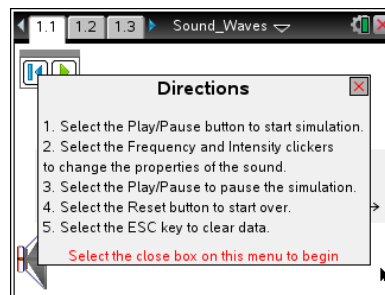 1.1 1.2 1.3 Sound_Waves
Directions
1. Select the Play/Pause button to start simulation.
2. Select the Frequency and Intensity clickers
to change the properties of the sound.
3. Select the Play/Pause to pause the simulation.
4. Select the Reset button to start over.
5. Select the ESC key to clear data.
Select the close box on this menu to begin